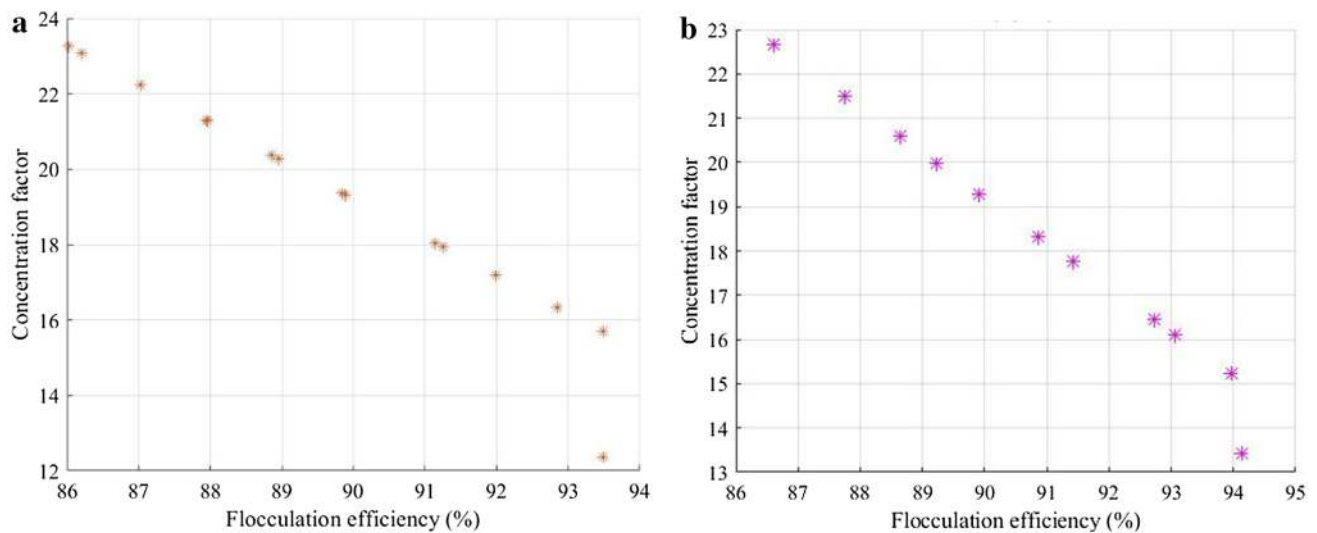 a
24
22
20
18
16
14
12
Concentration factor
86 87 88 89 90 91 92 93 94
Flocculation efficiency (%)
b
23
22
21
20
19
18
17
16
15
14
13
Concentration factor
86 87 88 89 90 91 92 93 94 95
Flocculation efficiency (%)